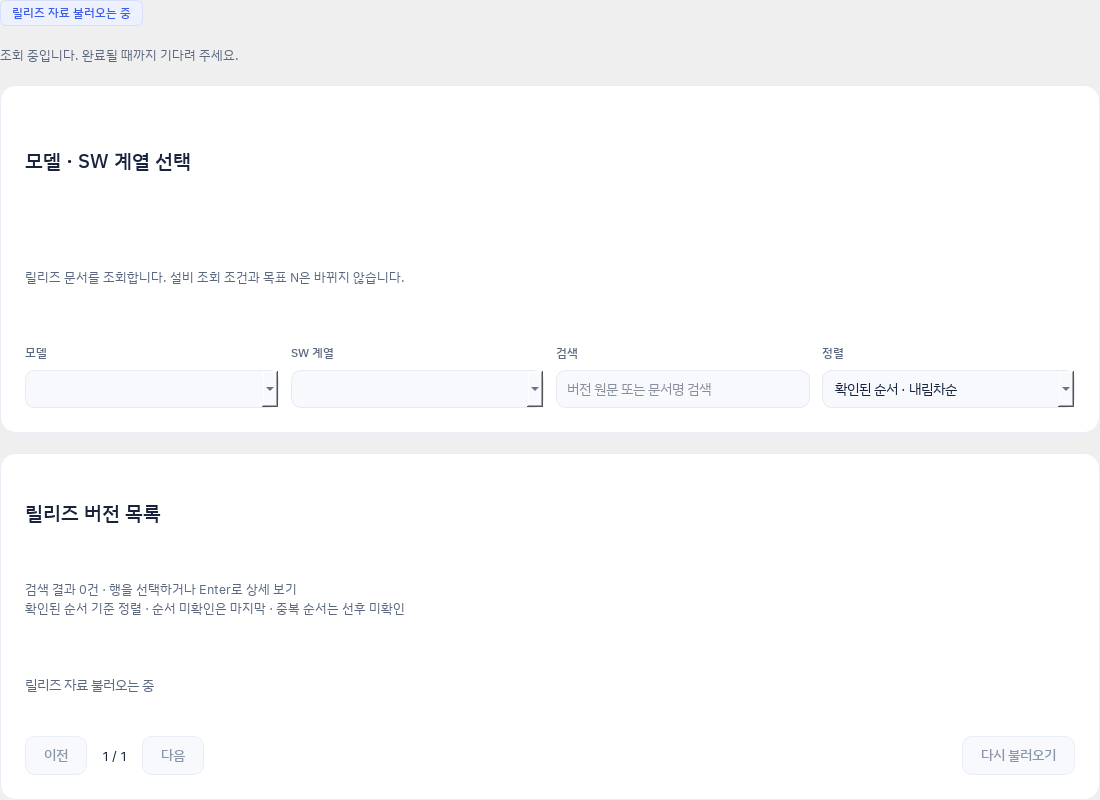 릴리즈 자료 불러오는 중
조회 중입니다. 완료될 때까지 기다려 주세요.
모델 · SW 계열 선택
릴리즈 문서를 조회합니다. 설비 조회 조건과 목표 N은 바뀌지 않습니다.
모델
SW 계열
검색
정렬
버전 원문 또는 문서명 검색
확인된 순서 · 내림차순
릴리즈 버전 목록
검색 결과 0건 · 행을 선택하거나 Enter로 상세 보기
확인된 순서 기준 정렬 · 순서 미확인은 마지막 · 중복 순서는 선후 미확인
릴리즈 자료 불러오는 중
이전
1 / 1
다음
다시 불러오기